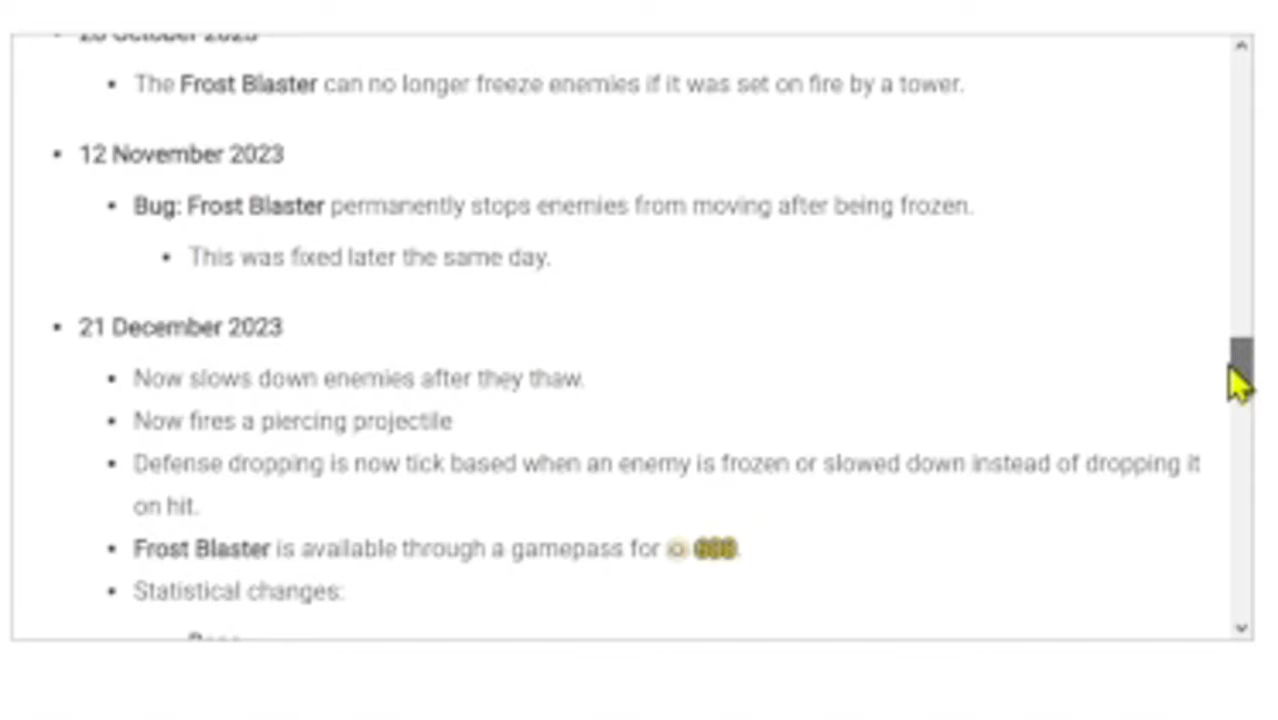 October 2023
The Frost Blaster can no longer freeze enemies if it was set on fire by a tower.
12 November 2023
Bug: Frost Blaster permanently stops enemies from moving after being frozen.
This was fixed later the same day.
21 December 2023
Now slows down enemies after they thaw.
Now fires a piercing projectile
Defense dropping is now tick based when an enemy is frozen or slowed down instead of dropping it
on hit.
Frost Blaster is available through a gamepass for
Statistical changes: